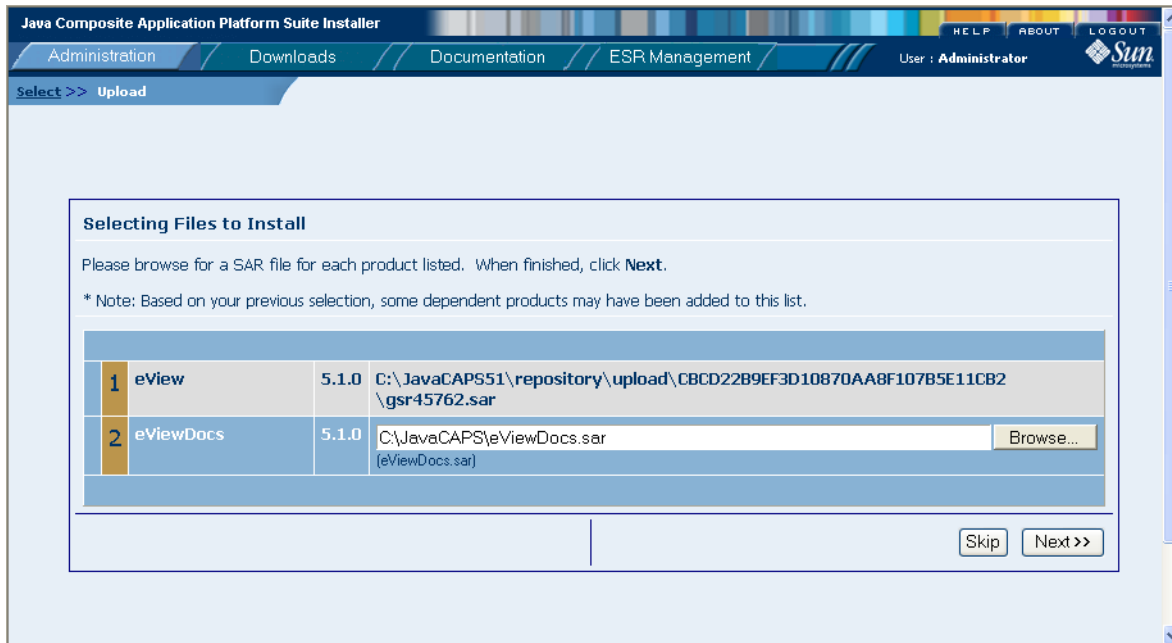 Java Composite Application Platform Suite Installer
HELP ABOUT LOGOUT
Administration Downloads Documentation ESR Management User : Administrator Sun microsystems
Select >> Upload
Selecting Files to Install
Please browse for a SAR file for each product listed. When finished, click Next.
* Note: Based on your previous selection, some dependent products may have been added to this list.
1 eView 5.1.0 C:\JavaCAPS51\repository\upload\CBCD22B9EF3D10870AA8F107B5E11CB2
\gsr45762.sar
2 eViewDocs 5.1.0 C:\JavaCAPS\eViewDocs.sar Browse...
(eViewDocs.sar)
Skip Next >>